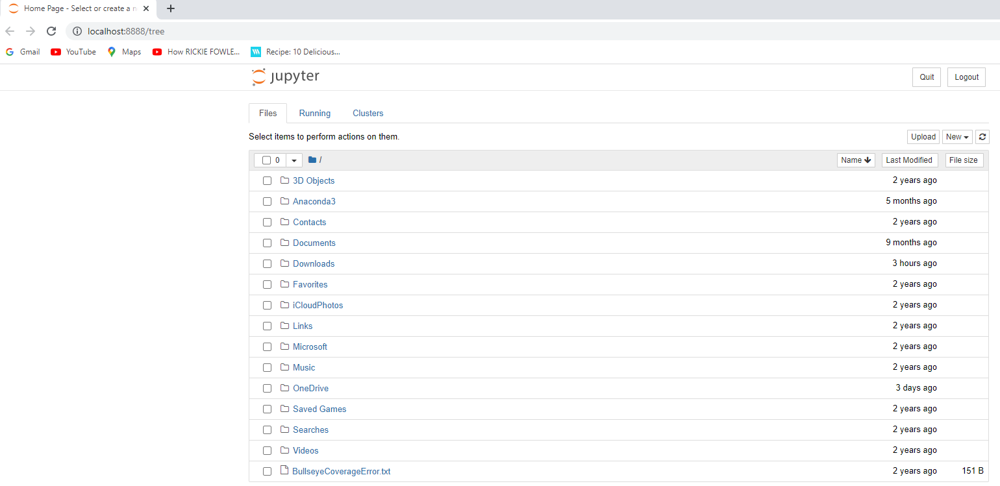 Home Page - Select or create a n
localhost:8888/tree
Gmail YouTube Maps How RICKIE FOWLE... Recipe: 10 Delicious...
jupyter Quit Logout
Files Running Clusters
Select items to perform actions on them. Upload New
0 / Name Last Modified File size
3D Objects 2 years ago
Anaconda3 5 months ago
Contacts 2 years ago
Documents 9 months ago
Downloads 3 hours ago
Favorites 2 years ago
iCloudPhotos 2 years ago
Links 2 years ago
Microsoft 2 years ago
Music 2 years ago
OneDrive 3 days ago
Saved Games 2 years ago
Searches 2 years ago
Videos 2 years ago
BullseyeCoverageError.txt 2 years ago 151 B